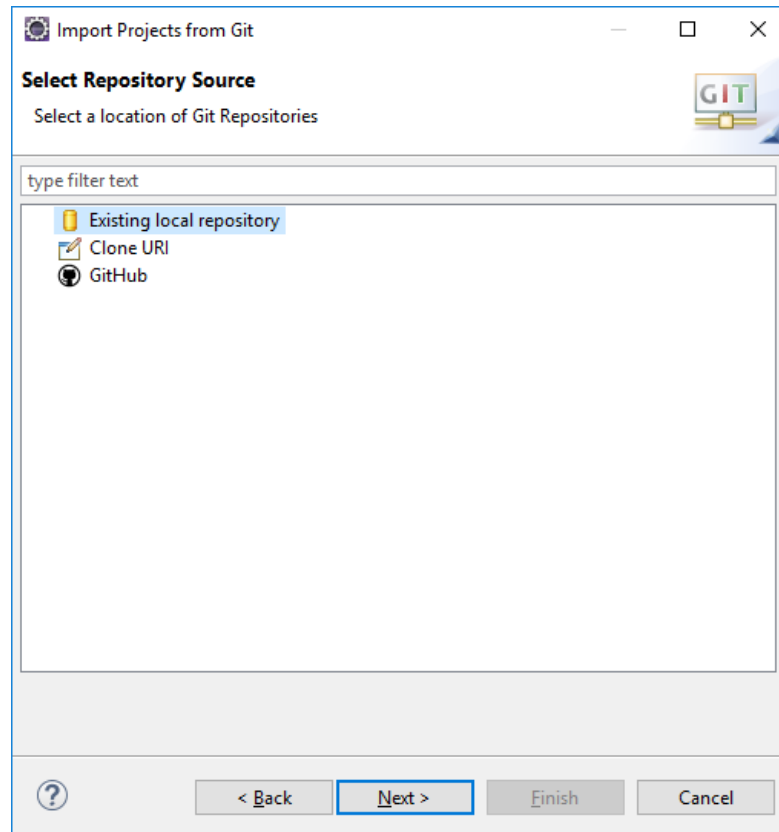 Import Projects from Git
Select Repository Source
Select a location of Git Repositories
GIT
type filter text
Existing local repository
Clone URI
GitHub
?
< Back
Next >
Finish
Cancel